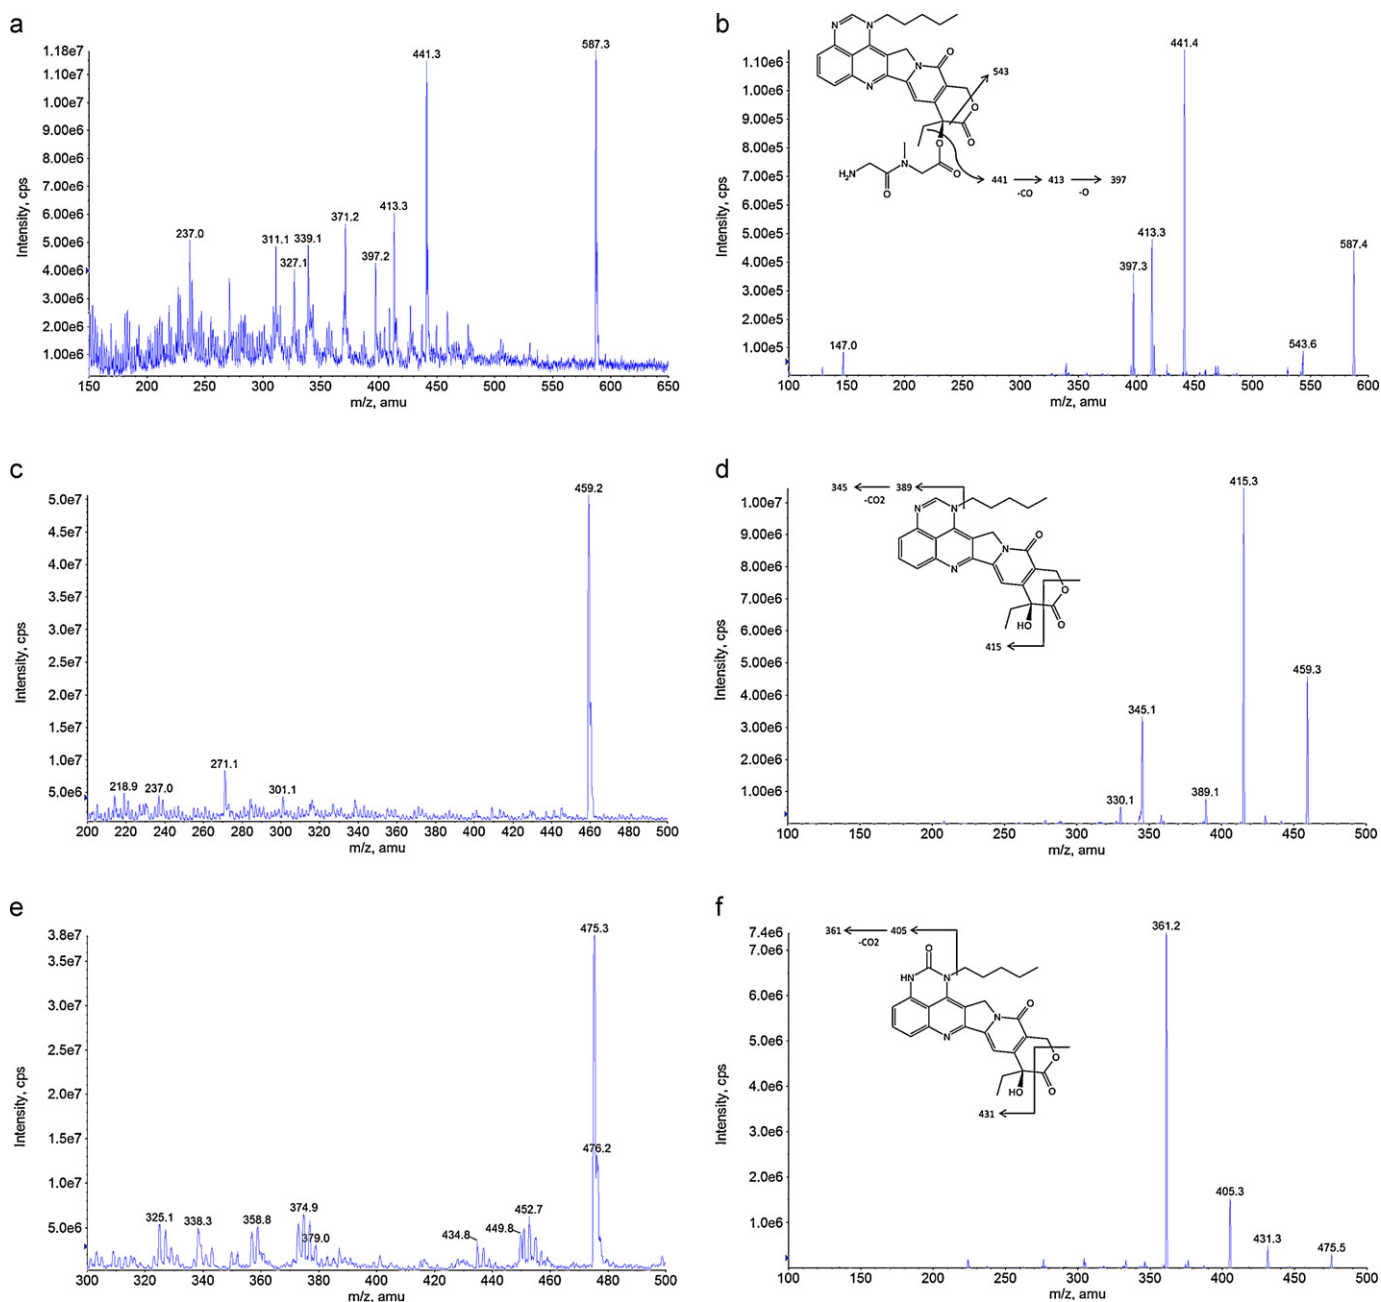 a
Intensity, cps
1.18e7
1.10e7
1.00e7
9.00e6
8.00e6
7.00e6
6.00e6
5.00e6
4.00e6
3.00e6
2.00e6
1.00e6
237.0
311.1
327.1
339.1
371.2
397.2
413.3
441.3
587.3
150 200 250 300 350 400 450 500 550 600 650
m/z, amu
b
Intensity, cps
1.10e6
1.00e6
9.00e5
8.00e5
7.00e5
6.00e5
5.00e5
4.00e5
3.00e5
2.00e5
1.00e5
N N
N O
N
O
O
O
O
H₂N N O
O
543
441 413 397
-CO -O
147.0
397.3
413.3
441.4
543.6
587.4
100 150 200 250 300 350 400 450 500 550 600
m/z, amu
c
Intensity, cps
5.0e7
4.5e7
4.0e7
3.5e7
3.0e7
2.5e7
2.0e7
1.5e7
1.0e7
5.0e6
218.9
237.0
271.1
301.1
459.2
200 220 240 260 280 300 320 340 360 380 400 420 440 460 480 500
m/z, amu
d
Intensity, cps
1.00e7
9.00e6
8.00e6
7.00e6
6.00e6
5.00e6
4.00e6
3.00e6
2.00e6
1.00e6
345 389
-CO2
N N
O
N
N
O
HO O
415
330.1
345.1
389.1
415.3
459.3
100 150 200 250 300 350 400 450 500
m/z, amu
e
Intensity, cps
3.8e7
3.5e7
3.0e7
2.5e7
2.0e7
1.5e7
1.0e7
5.0e6
325.1
338.3
358.8
374.9
379.0
434.8
449.8
452.7
475.3
476.2
300 320 340 360 380 400 420 440 460 480 500
m/z, amu
f
Intensity, cps
7.4e6
7.0e6
6.0e6
5.0e6
4.0e6
3.0e6
2.0e6
1.0e6
361 405
-CO2
O
HN N
O
N
N
O
HO O
431
361.2
405.3
431.3
475.5
100 150 200 250 300 350 400 450 500
m/z, amu